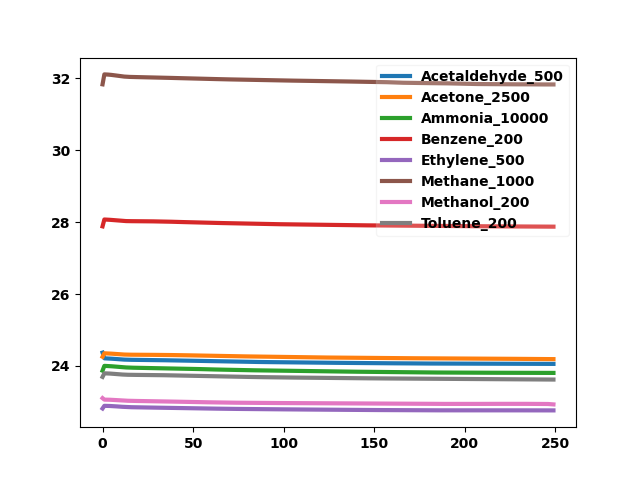 32
30
28
26
24
0
50
100
150
200
250
Acetaldehyde_500
Acetone_2500
Ammonia_10000
Benzene_200
Ethylene_500
Methane_1000
Methanol_200
Toluene_200